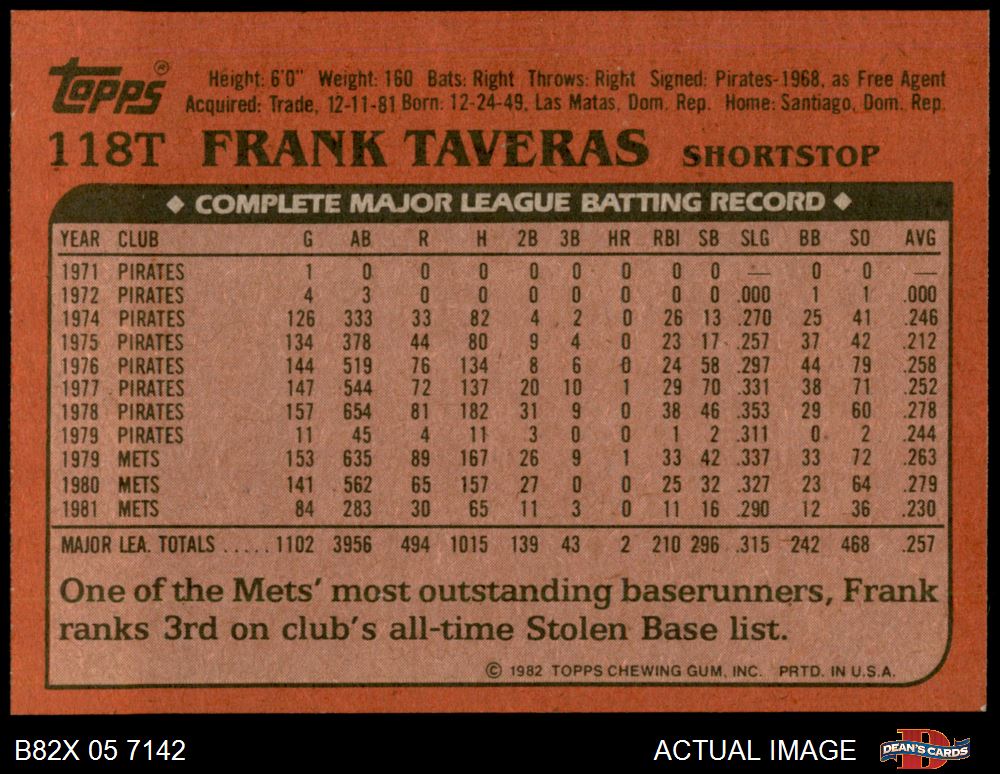 Topps®
Height: 6'0" Weight: 160 Bats: Right Throws: Right Signed: Pirates-1968, as Free Agent
Acquired: Trade, 12-11-81 Born: 12-24-49, Las Matas, Dom. Rep. Home: Santiago, Dom. Rep.
118T FRANK TAVERAS SHORTSTOP
◆ COMPLETE MAJOR LEAGUE BATTING RECORD ◆
YEAR CLUB G AB R H 2B 3B HR RBI SB SLG BB SO AVG
1971 PIRATES 1 0 0 0 0 0 0 0 0 — 0 0 —
1972 PIRATES 4 3 0 0 0 0 0 0 0 .000 1 1 .000
1974 PIRATES 126 333 33 82 4 2 0 26 13 .270 25 41 .246
1975 PIRATES 134 378 44 80 9 4 0 23 17 .257 37 42 .212
1976 PIRATES 144 519 76 134 8 6 0 24 58 .297 44 79 .258
1977 PIRATES 147 544 72 137 20 10 1 29 70 .331 38 71 .252
1978 PIRATES 157 654 81 182 31 9 0 38 46 .353 29 60 .278
1979 PIRATES 11 45 4 11 3 0 0 1 2 .311 0 2 .244
1979 METS 153 635 89 167 26 9 1 33 42 .337 33 72 .263
1980 METS 141 562 65 157 27 0 0 25 32 .327 23 64 .279
1981 METS 84 283 30 65 11 3 0 11 16 .290 12 36 .230
MAJOR LEA. TOTALS ..... 1102 3956 494 1015 139 43 2 210 296 .315 242 468 .257
One of the Mets' most outstanding baserunners, Frank
ranks 3rd on club's all-time Stolen Base list.
© 1982 TOPPS CHEWING GUM, INC. PRTD. IN U.S.A.
B82X 05 7142 ACTUAL IMAGE DEAN'S CARDS